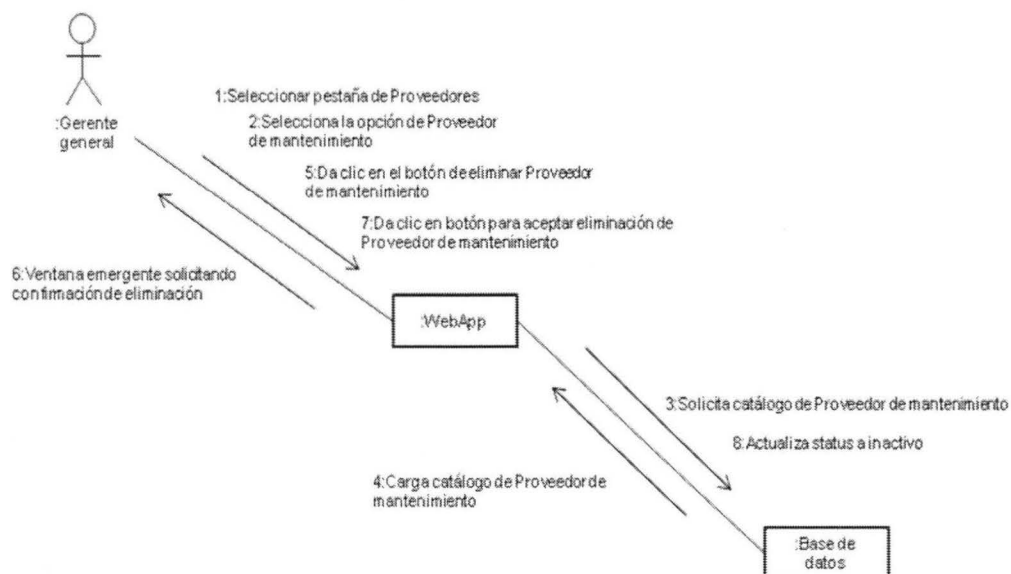 1:Seleccionar pestaña de Proveedores
:Gerente
general
2:Selecciona la opción de Proveedor
de mantenimiento
5:Da clic en el botón de eliminar Proveedor
de mantenimiento
7:Da clic en botón para aceptar eliminación de
Proveedor de mantenimiento
6:Ventana emergente solicitando
confirmación de eliminación
:WebApp
3:Solicita catálogo de Proveedor de mantenimiento
8:Actualiza status a inactivo
4:Carga catálogo de Proveedor de
mantenimiento
:Base de
datos